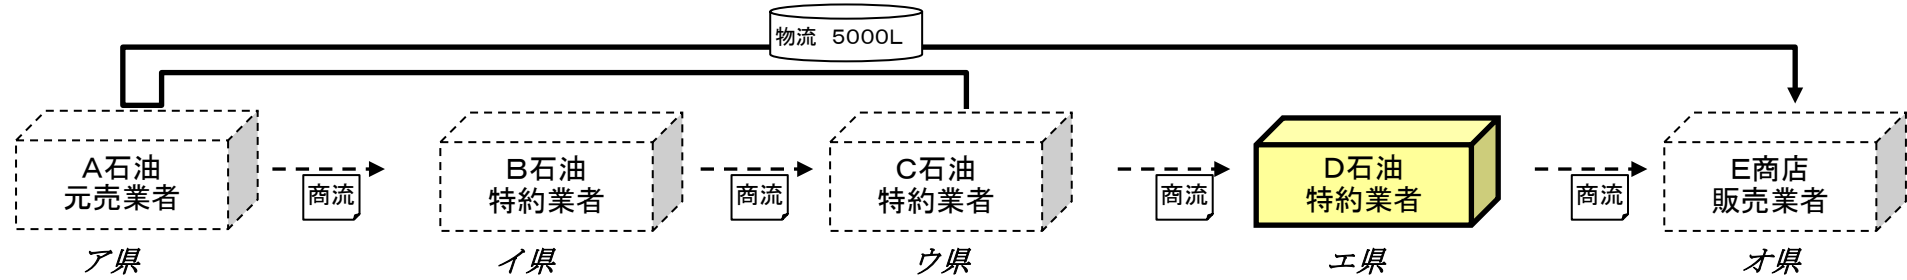 物流　5000L
A石油
元売業者
商流
B石油
特約業者
商流
C石油
特約業者
商流
D石油
特約業者
商流
E商店
販売業者
ア県
イ県
ウ県
エ県
オ県